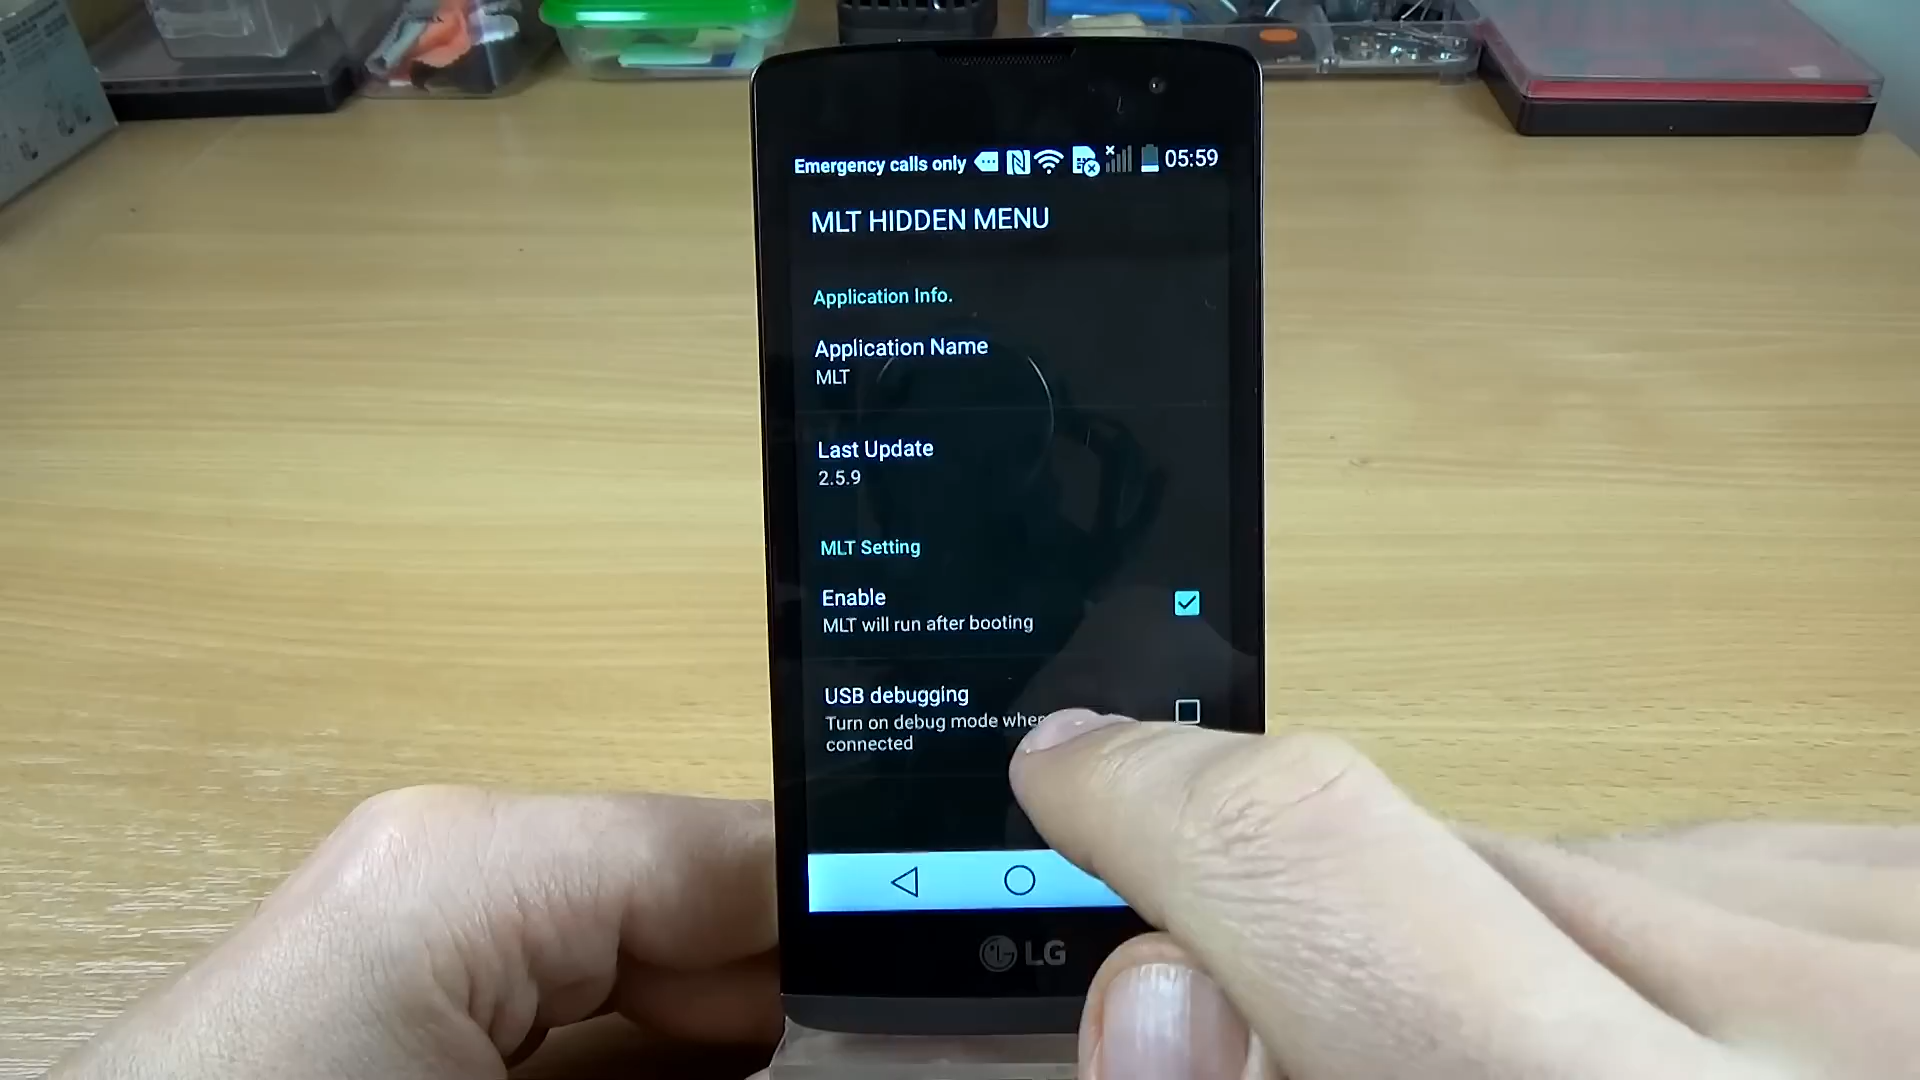 Emergency calls only 05:59
MLT HIDDEN MENU
Application Info.
Application Name
MLT
Last Update
2.5.9
MLT Setting
Enable
MLT will run after booting
USB debugging
Turn on debug mode when
connected
LG